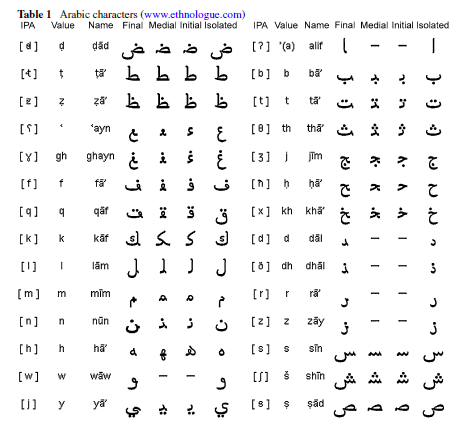 Table 1 Arabic characters (www.ethnologue.com)
IPA Value Name Final Medial Initial Isolated IPA Value Name Final Medial Initial Isolated
ḍ ḍād ـض ـضـ ضـ ض [ʔ] ’(a) alif ـا – – ا
ṭ ṭā’ ـط ـطـ طـ ط [b] b bā’ ـب ـبـ بـ ب
ẓ ẓā’ ـظ ـظـ ظـ ظ [t] t tā’ ـت ـتـ تـ ت
[ʕ] ‘ ‘ayn ـع ـعـ عـ ع [θ] th thā’ ـث ـثـ ثـ ث
[ɣ] gh ghayn ـغ ـغـ غـ غ [ʒ] j jīm ـج ـجـ جـ ج
[f] f fā’ ـف ـفـ فـ ف [ħ] ḥ ḥā’ ـح ـحـ حـ ح
[q] q qāf ـق ـقـ قـ ق [x] kh khā’ ـخ ـخـ خـ خ
[k] k kāf ـك ـكـ كـ ك [d] d dāl ـد – – د
[l] l lām ـل ـلـ لـ ل [ð] dh dhāl ـذ – – ذ
[m] m mīm ـم ـمـ مـ م [r] r rā’ ـر – – ر
[n] n nūn ـن ـنـ نـ ن [z] z zāy ـز – – ز
[h] h hā’ ـه ـهـ هـ ه [s] s sīn ـس ـسـ سـ س
[w] w wāw ـو – – و [ʃ] š shīn ـش ـشـ شـ ش
[j] y yā’ ـي ـيـ يـ ي [s] ṣ ṣād ـص ـصـ صـ ص